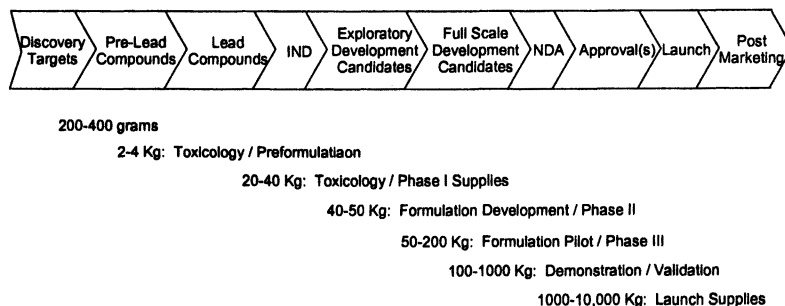 Discovery
Targets
Pre-Lead
Compounds
Lead
Compounds
IND
Exploratory
Development
Candidates
Full Scale
Development
Candidates
NDA
Approval(s)
Launch
Post
Marketing
200-400 grams
2-4 Kg: Toxicology / Preformulatiaon
20-40 Kg: Toxicology / Phase I Supplies
40-50 Kg: Formulation Development / Phase II
50-200 Kg: Formulation Pilot / Phase III
100-1000 Kg: Demonstration / Validation
1000-10,000 Kg: Launch Supplies